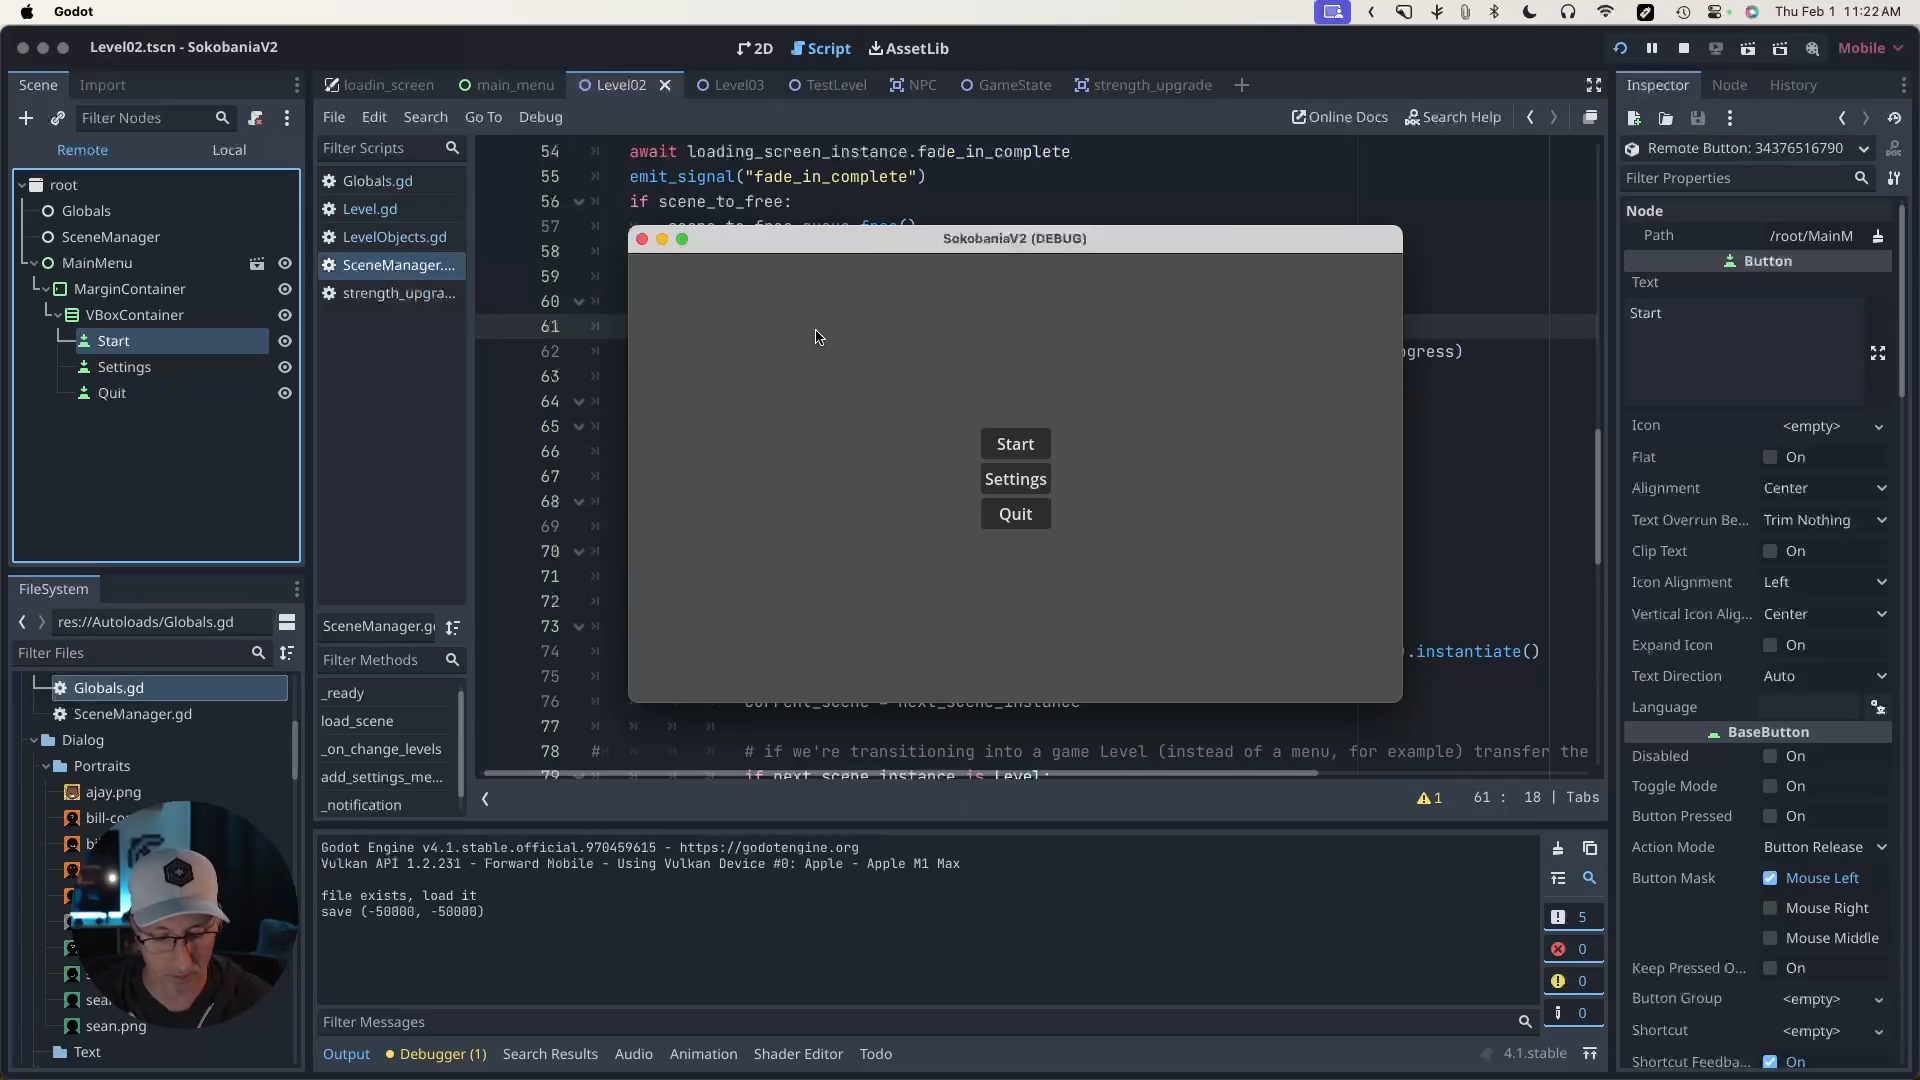 Godot
Thu Feb 1 11:22 AM
Level02.tscn - SokobaniaV2
2D
Script
AssetLib
Mobile
Scene
Import
loadin_screen
main_menu
Level02
Level03
TestLevel
NPC
GameState
strength_upgrade
Inspector
Node
History
Filter Nodes
File
Edit
Search
Go To
Debug
Online Docs
Search Help
Remote
Local
Filter Scripts
Remote Button: 34376516790
Filter Properties
root
Globals
SceneManager
MainMenu
MarginContainer
VBoxContainer
Start
Settings
Quit
Globals.gd
Level.gd
LevelObjects.gd
SceneManager....
strength_upgra...
54 await loading_screen_instance.fade_in_complete
55 emit_signal("fade_in_complete")
56 if scene_to_free:
57
58
59
60
61
62 ogress)
63
64
65
66
67
68
69
70
71
72
73
74 ).instantiate()
75
76 current_scene = next_scene_instance
77
78 # # if we're transitioning into a game Level (instead of a menu, for example) transfer the
79 if next_scene_instance is Level:
SokobaniaV2 (DEBUG)
Start
Settings
Quit
Node
Path /root/MainM
Button
Text
Start
Icon <empty>
Flat On
Alignment Center
Text Overrun Be... Trim Nothing
Clip Text On
Icon Alignment Left
Vertical Icon Alig... Center
Expand Icon On
Text Direction Auto
Language
BaseButton
Disabled On
Toggle Mode On
Button Pressed On
Action Mode Button Release
Button Mask Mouse Left
Mouse Right
Mouse Middle
Keep Pressed O... On
Button Group <empty>
Shortcut <empty>
Shortcut Feedba... On
FileSystem
res://Autoloads/Globals.gd
Filter Files
Globals.gd
SceneManager.gd
Dialog
Portraits
ajay.png
sean.png
Text
SceneManager.g
Filter Methods
_ready
load_scene
_on_change_levels
add_settings_me...
_notification
1 61 : 18 | Tabs
Godot Engine v4.1.stable.official.970459615 - https://godotengine.org
Vulkan API 1.2.231 - Forward Mobile - Using Vulkan Device #0: Apple - Apple M1 Max
file exists, load it
save (-50000, -50000)
5
0
0
0
Filter Messages
Output
Debugger (1)
Search Results
Audio
Animation
Shader Editor
Todo
4.1.stable